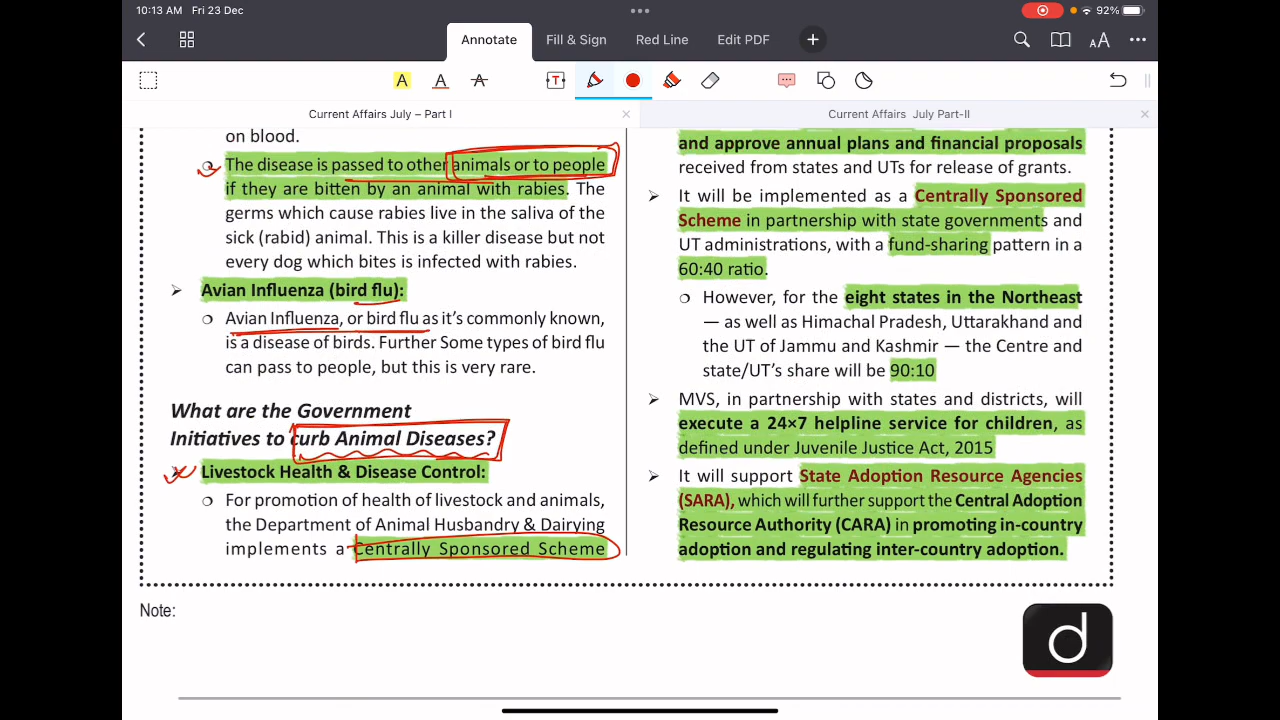 10:13 AM Fri 23 Dec
92%
Annotate
Fill & Sign
Red Line
Edit PDF
A
A
A
T
AA
Current Affairs July – Part I
Current Affairs July Part-II
on blood.
The disease is passed to other animals or to people
if they are bitten by an animal with rabies. The
germs which cause rabies live in the saliva of the
sick (rabid) animal. This is a killer disease but not
every dog which bites is infected with rabies.
➢ Avian Influenza (bird flu):
Avian Influenza, or bird flu as it's commonly known,
is a disease of birds. Further Some types of bird flu
can pass to people, but this is very rare.
What are the Government
Initiatives to curb Animal Diseases?
➢ Livestock Health & Disease Control:
For promotion of health of livestock and animals,
the Department of Animal Husbandry & Dairying
implements a Centrally Sponsored Scheme
and approve annual plans and financial proposals
received from states and UTs for release of grants.
➢ It will be implemented as a Centrally Sponsored
Scheme in partnership with state governments and
UT administrations, with a fund-sharing pattern in a
60:40 ratio.
However, for the eight states in the Northeast
— as well as Himachal Pradesh, Uttarakhand and
the UT of Jammu and Kashmir — the Centre and
state/UT's share will be 90:10
➢ MVS, in partnership with states and districts, will
execute a 24×7 helpline service for children, as
defined under Juvenile Justice Act, 2015
➢ It will support State Adoption Resource Agencies
(SARA), which will further support the Central Adoption
Resource Authority (CARA) in promoting in-country
adoption and regulating inter-country adoption.
Note:
d